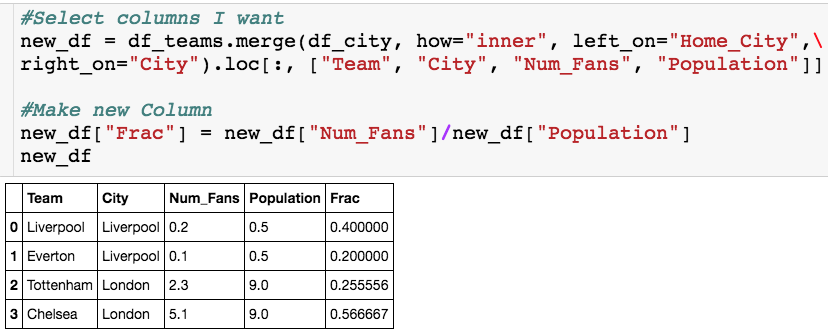 #Select columns I want
new_df = df_teams.merge(df_city, how="inner", left_on="Home_City",\
right_on="City").loc[:, ["Team", "City", "Num_Fans", "Population"]]
#Make new Column
new_df["Frac"] = new_df["Num_Fans"]/new_df["Population"]
new_df
Team City Num_Fans Population Frac
0 Liverpool Liverpool 0.2 0.5 0.400000
1 Everton Liverpool 0.1 0.5 0.200000
2 Tottenham London 2.3 9.0 0.255556
3 Chelsea London 5.1 9.0 0.566667